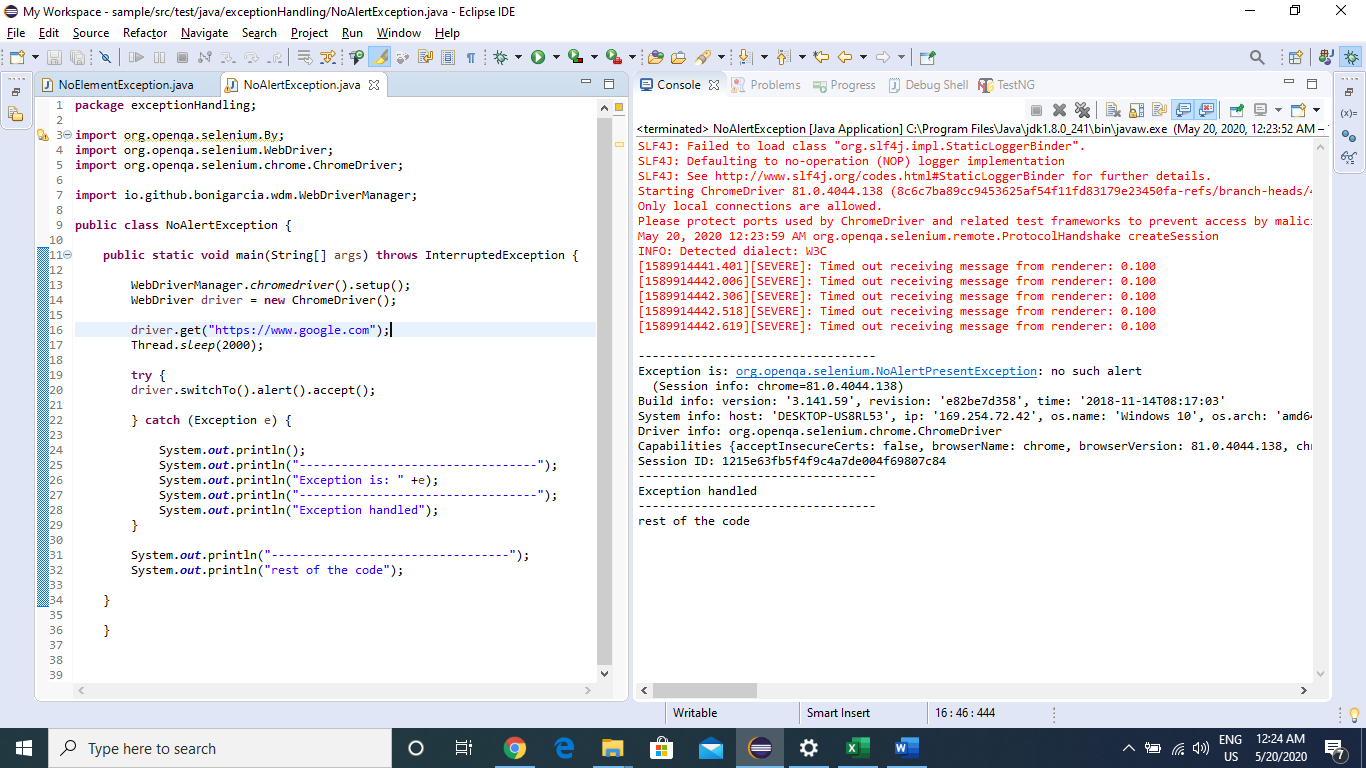 My Workspace - sample/src/test/java/exceptionHandling/NoAlertException.java - Eclipse IDE
File Edit Source Refactor Navigate Search Project Run Window Help
NoElementException.java NoAlertException.java
1 package exceptionHandling;
2
3 import org.openqa.selenium.By;
4 import org.openqa.selenium.WebDriver;
5 import org.openqa.selenium.chrome.ChromeDriver;
6
7 import io.github.bonigarcia.wdm.WebDriverManager;
8
9 public class NoAlertException {
10
11 public static void main(String[] args) throws InterruptedException {
12
13 WebDriverManager.chromedriver().setup();
14 WebDriver driver = new ChromeDriver();
15
16 driver.get("https://www.google.com");
17 Thread.sleep(2000);
18
19 try {
20 driver.switchTo().alert().accept();
21
22 } catch (Exception e) {
23
24 System.out.println();
25 System.out.println("----------------------------------");
26 System.out.println("Exception is: " +e);
27 System.out.println("----------------------------------");
28 System.out.println("Exception handled");
29 }
30
31 System.out.println("----------------------------------");
32 System.out.println("rest of the code");
33
34 }
35
36 }
37
38
39
Console Problems Progress Debug Shell TestNG
<terminated> NoAlertException [Java Application] C:\Program Files\Java\jdk1.8.0_241\bin\javaw.exe (May 20, 2020, 12:23:52 AM –
SLF4J: Failed to load class "org.slf4j.impl.StaticLoggerBinder".
SLF4J: Defaulting to no-operation (NOP) logger implementation
SLF4J: See http://www.slf4j.org/codes.html#StaticLoggerBinder for further details.
Starting ChromeDriver 81.0.4044.138 (8c6c7ba89cc9453625af54f11fd83179e23450fa-refs/branch-heads/4
Only local connections are allowed.
Please protect ports used by ChromeDriver and related test frameworks to prevent access by malici
May 20, 2020 12:23:59 AM org.openqa.selenium.remote.ProtocolHandshake createSession
INFO: Detected dialect: W3C
[1589914441.401][SEVERE]: Timed out receiving message from renderer: 0.100
[1589914442.006][SEVERE]: Timed out receiving message from renderer: 0.100
[1589914442.306][SEVERE]: Timed out receiving message from renderer: 0.100
[1589914442.518][SEVERE]: Timed out receiving message from renderer: 0.100
[1589914442.619][SEVERE]: Timed out receiving message from renderer: 0.100
----------------------------------
Exception is: org.openqa.selenium.NoAlertPresentException: no such alert
(Session info: chrome=81.0.4044.138)
Build info: version: '3.141.59', revision: 'e82be7d358', time: '2018-11-14T08:17:03'
System info: host: 'DESKTOP-US8RL53', ip: '169.254.72.42', os.name: 'Windows 10', os.arch: 'amd64
Driver info: org.openqa.selenium.chrome.ChromeDriver
Capabilities {acceptInsecureCerts: false, browserName: chrome, browserVersion: 81.0.4044.138, chr
Session ID: 1215e63fb5f4f9c4a7de004f69807c84
----------------------------------
Exception handled
----------------------------------
rest of the code
Writable Smart Insert 16 : 46 : 444
Type here to search
ENG
US
12:24 AM
5/20/2020
7